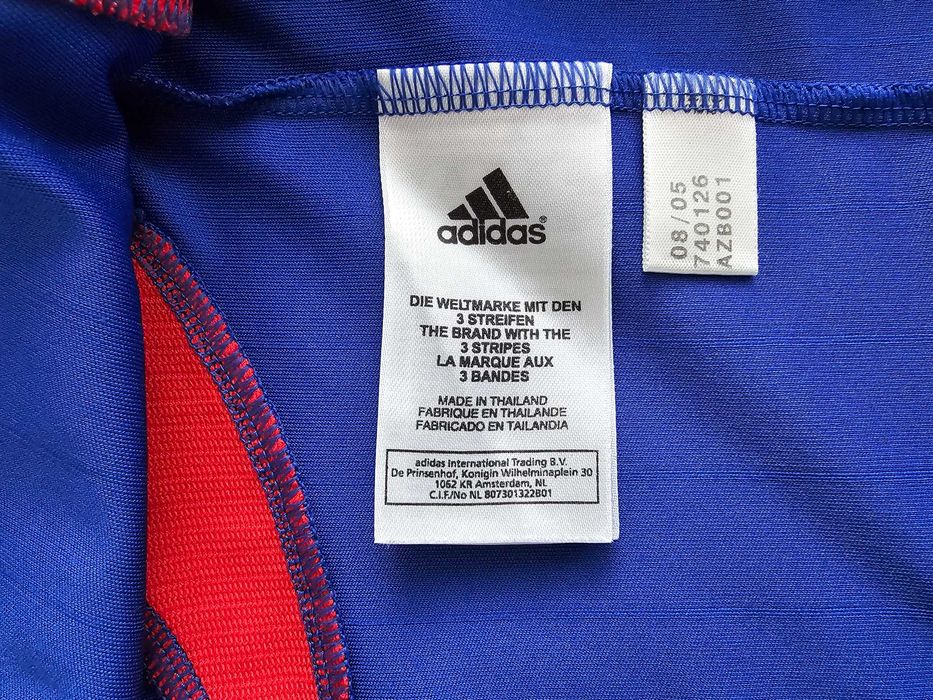 adidas®
DIE WELTMARKE MIT DEN
3 STREIFEN
THE BRAND WITH THE
3 STRIPES
LA MARQUE AUX
3 BANDES
MADE IN THAILAND
FABRIQUE EN THAILANDE
FABRICADO EN TAILANDIA
adidas International Trading B.V.
De Prinsenhof, Konigin Wilhelminaplein 30
1062 KR Amsterdam, NL
C.I.F./No NL 807301322B01
08/05
740126
AZB001